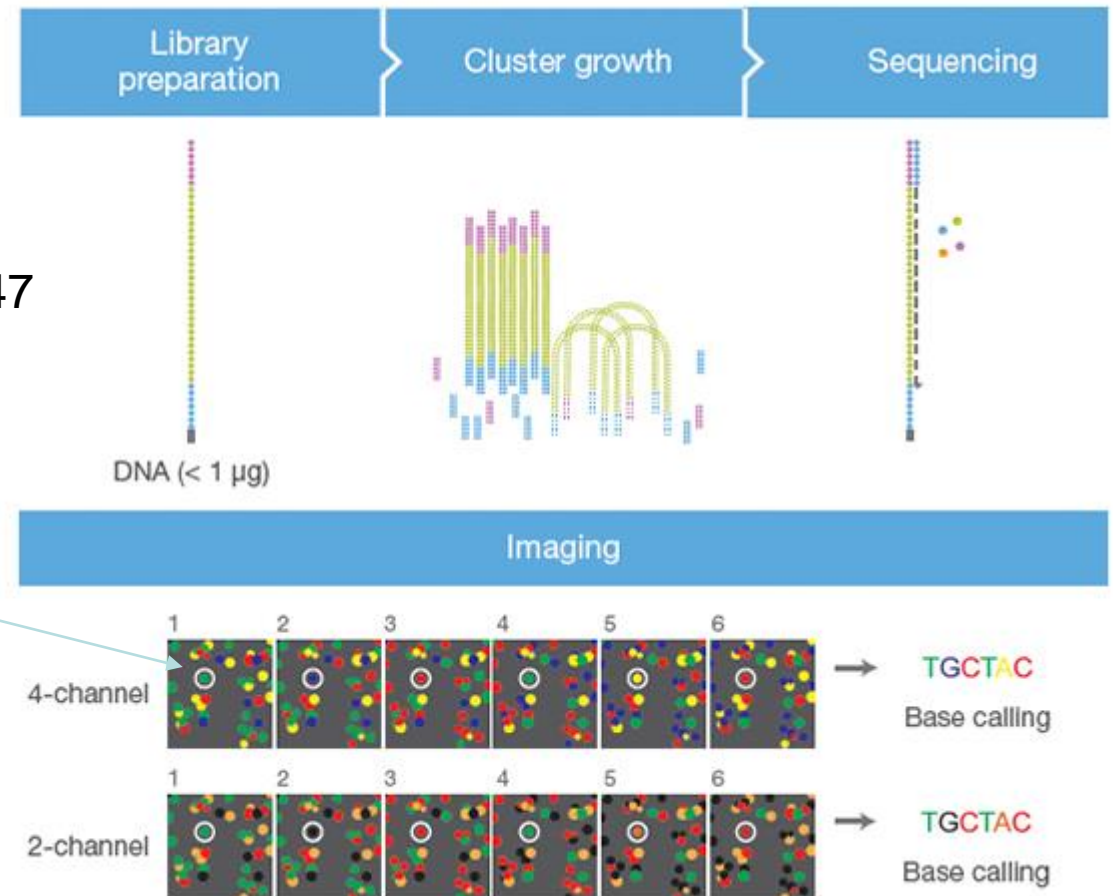 Library
preparation
Cluster growth
Sequencing
47
DNA (< 1 µg)
Imaging
1 2 3 4 5 6
4-channel
TGCTAC
Base calling
1 2 3 4 5 6
2-channel
TGCTAC
Base calling